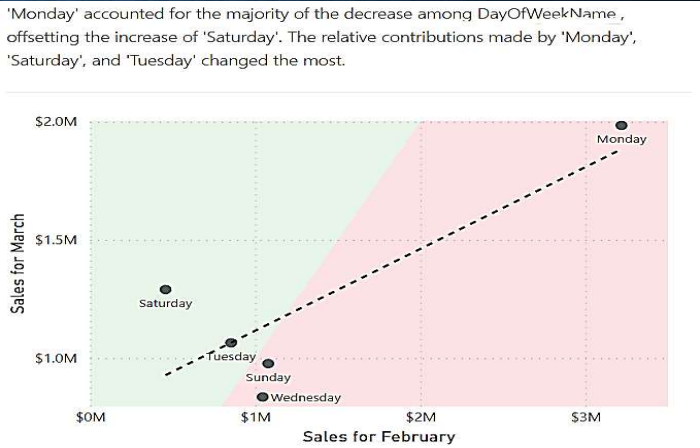 'Monday' accounted for the majority of the decrease among DayOfWeekName,
offsetting the increase of 'Saturday'. The relative contributions made by 'Monday',
'Saturday', and 'Tuesday' changed the most.
$2.0M
Monday
$1.5M
Sales for March
Saturday
Tuesday
$1.0M
Sunday
Wednesday
$0M
$1M
$2M
$3M
Sales for February